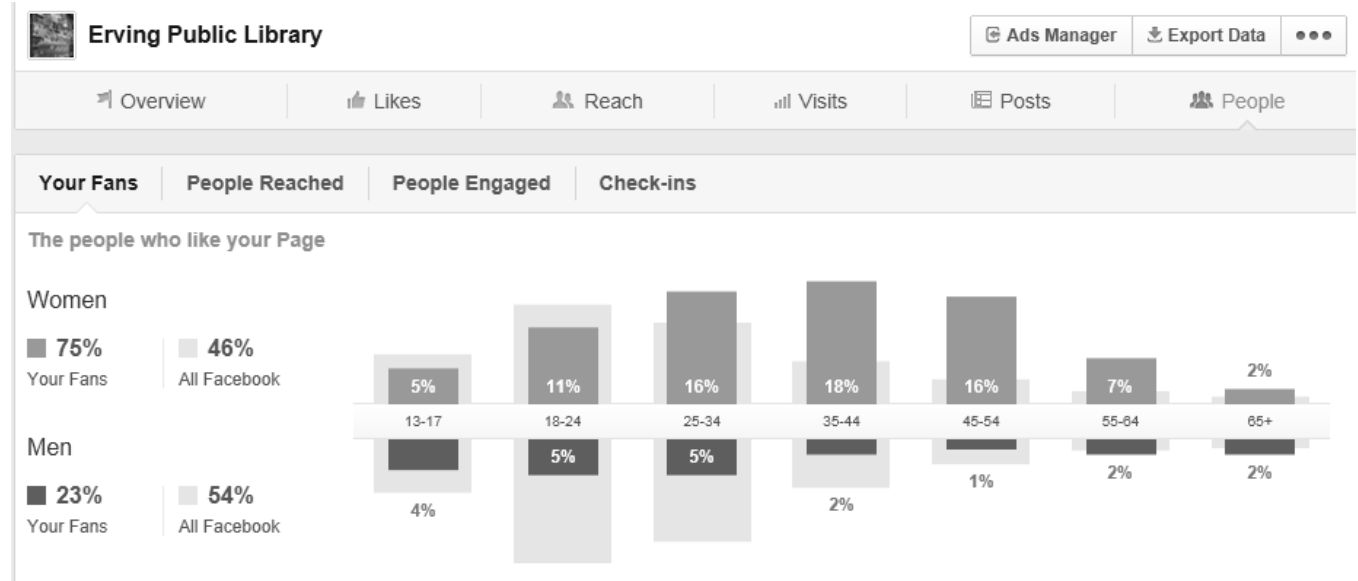 Erving Public Library
Ads Manager
Export Data
Overview
Likes
Reach
Visits
Posts
People
Your Fans
People Reached
People Engaged
Check-ins
The people who like your Page
Women
75%
46%
Your Fans
All Facebook
5%
11%
16%
18%
16%
7%
2%
13-17
18-24
25-34
35-44
45-54
55-64
65+
Men
23%
54%
Your Fans
All Facebook
4%
5%
5%
2%
1%
2%
2%